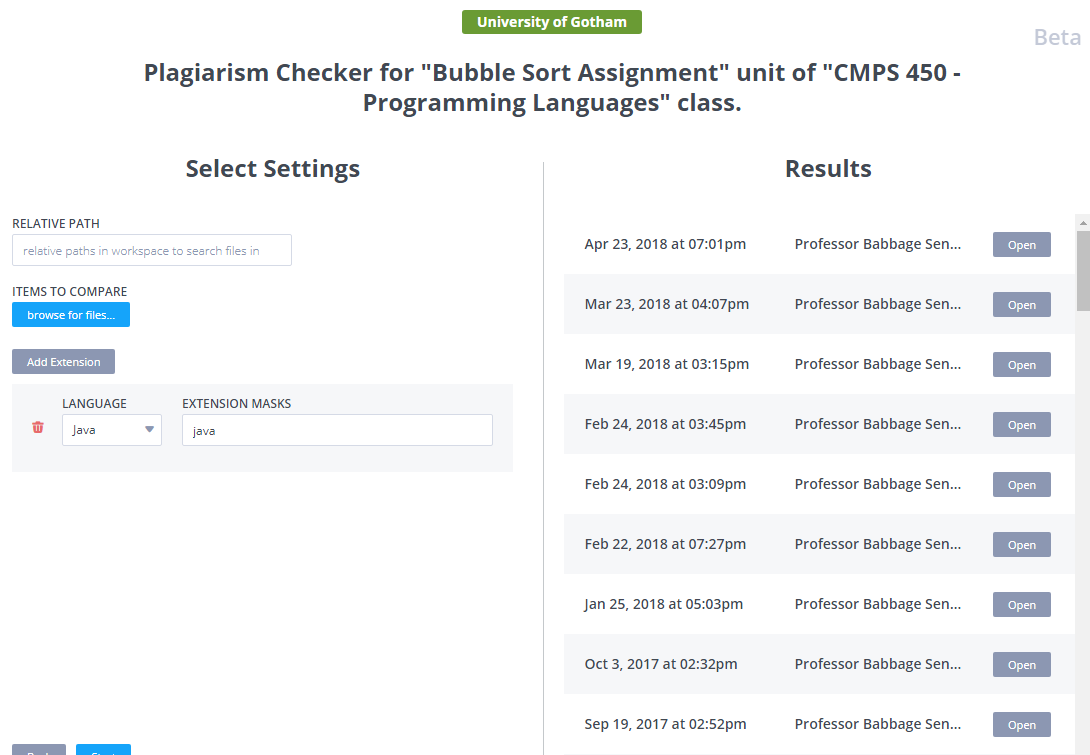 University of Gotham
Beta
Plagiarism Checker for "Bubble Sort Assignment" unit of "CMPS 450 -
Programming Languages" class.
Select Settings
RELATIVE PATH
relative paths in workspace to search files in
ITEMS TO COMPARE
browse for files...
Add Extension
LANGUAGE
EXTENSION MASKS
Java
java
Results
Apr 23, 2018 at 07:01pm Professor Babbage Sen... Open
Mar 23, 2018 at 04:07pm Professor Babbage Sen... Open
Mar 19, 2018 at 03:15pm Professor Babbage Sen... Open
Feb 24, 2018 at 03:45pm Professor Babbage Sen... Open
Feb 24, 2018 at 03:09pm Professor Babbage Sen... Open
Feb 22, 2018 at 07:27pm Professor Babbage Sen... Open
Jan 25, 2018 at 05:03pm Professor Babbage Sen... Open
Oct 3, 2017 at 02:32pm Professor Babbage Sen... Open
Sep 19, 2017 at 02:52pm Professor Babbage Sen... Open